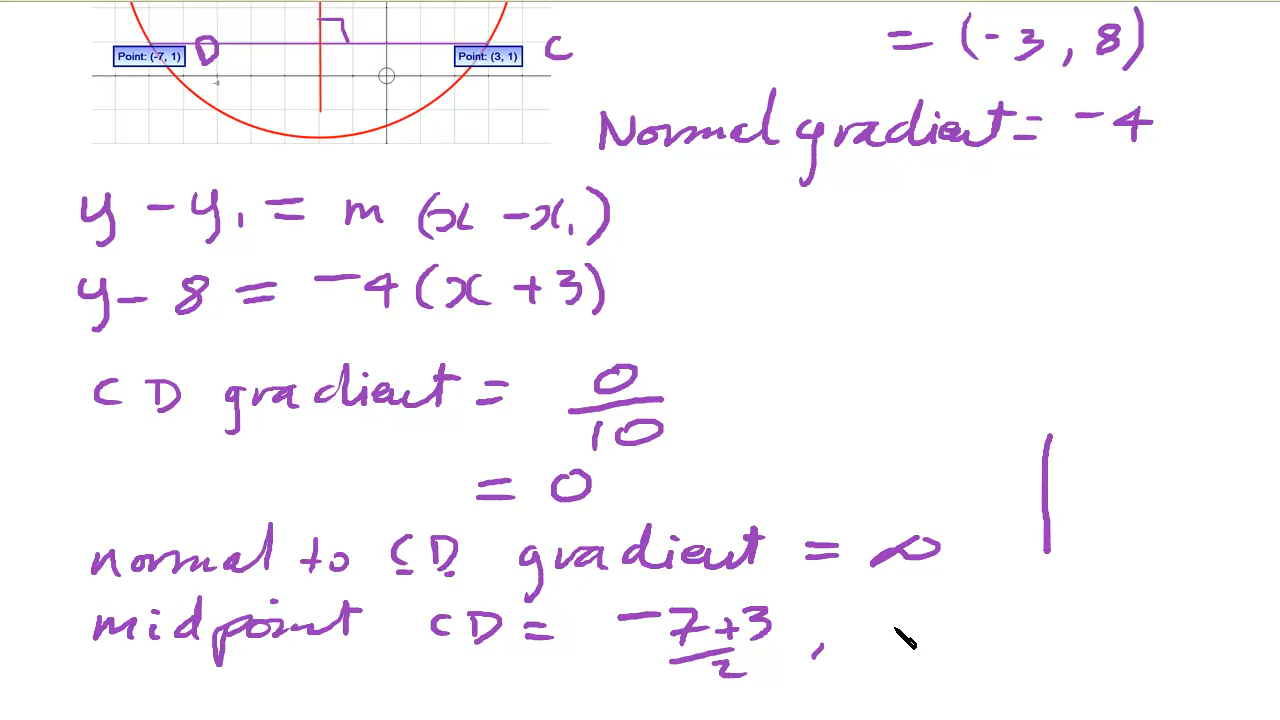 = (-3, 8)
D
C
Point: (-7, 1)
Point: (3, 1)
-5
Normal gradient = -4
y - y₁ = m (x - x₁)
y - 8 = -4 (x + 3)
CD gradient = 0/10
= 0
normal to CD gradient = ∞
midpoint CD = -7+3/2 ,